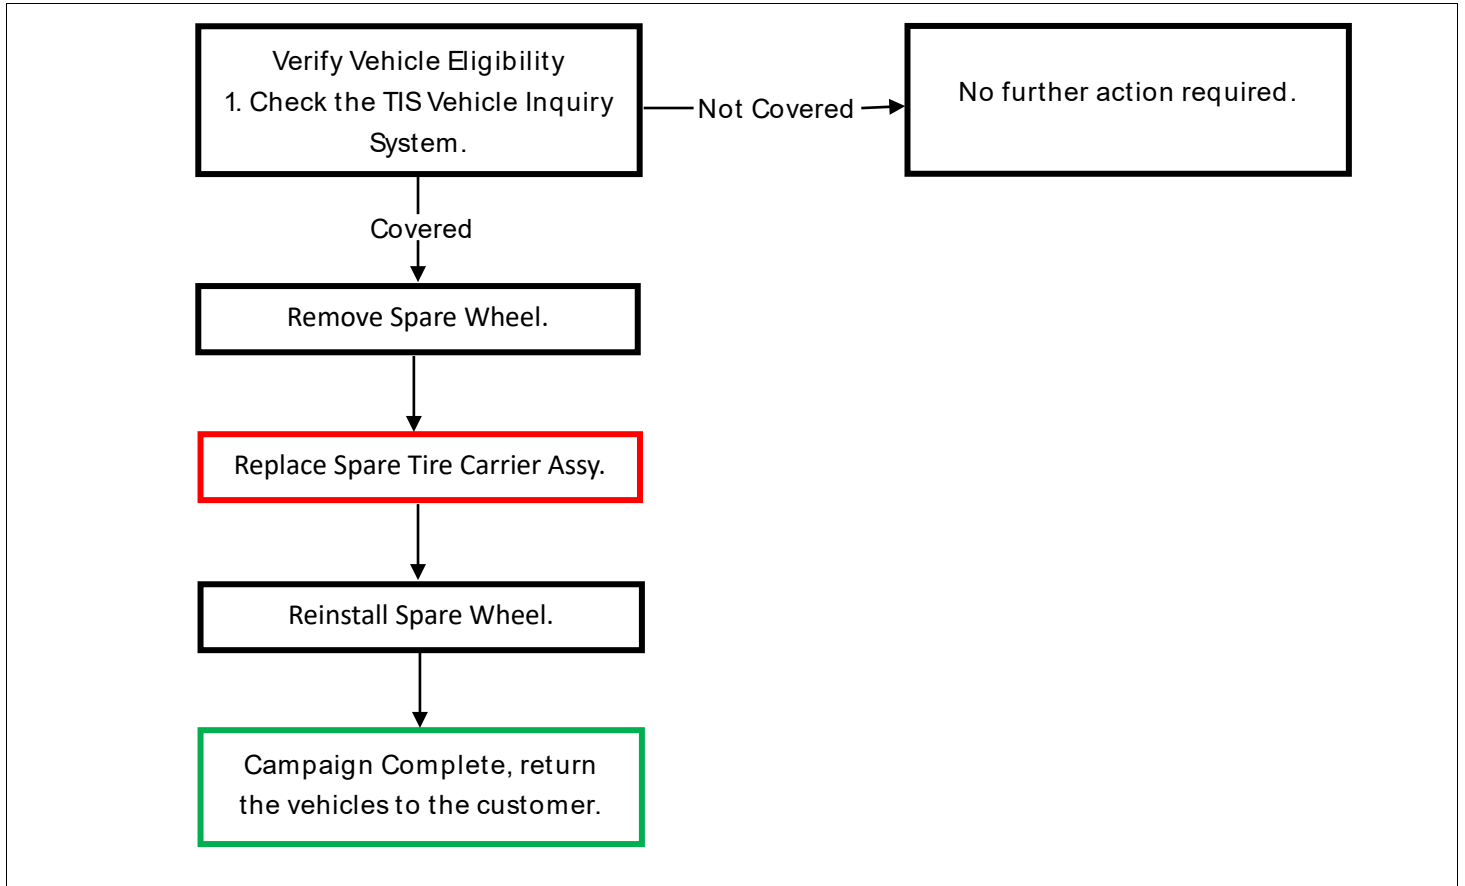 Verify Vehicle Eligibility
1. Check the TIS Vehicle Inquiry
System.
Not Covered
No further action required.
Covered
Remove Spare Wheel.
Replace Spare Tire Carrier Assy.
Reinstall Spare Wheel.
Campaign Complete, return
the vehicles to the customer.